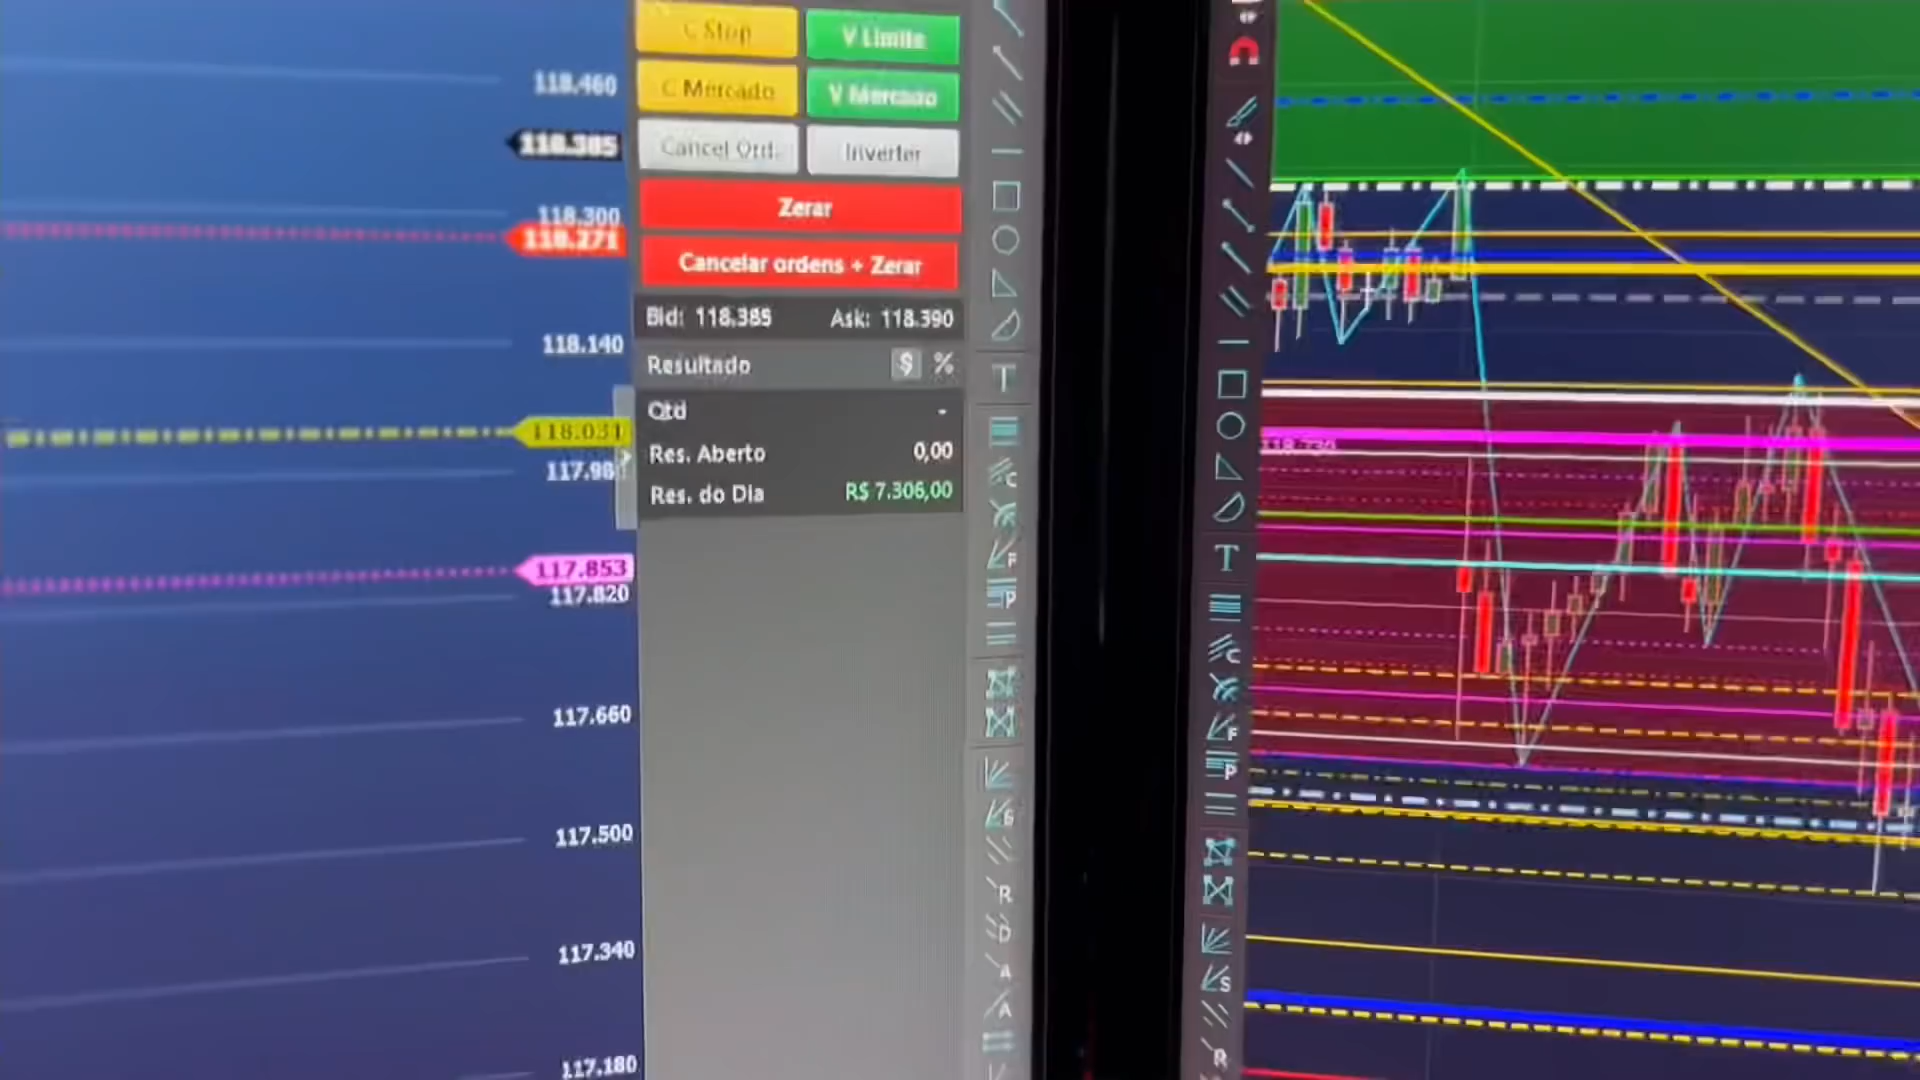 118.460
118.385
118.300
118.271
118.140
118.031
117.98
117.853
117.820
117.660
117.500
117.340
117.180
C Stop
V Limite
C Mercado
V Mercado
Cancel Ord.
Inverter
Zerar
Cancelar ordens + Zerar
Bid: 118.385 Ask: 118.390
Resultado $ %
Qtd -
Res. Aberto 0,00
Res. do Dia R$ 7.306,00
T
C
F
P
R
D
A
A
T
C
F
P
S
R